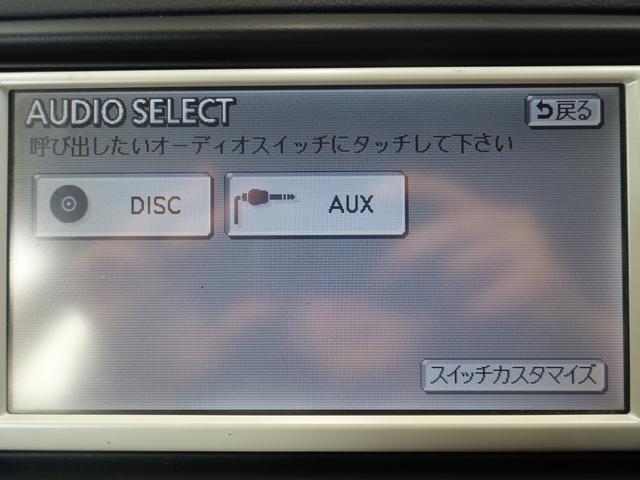 AUDIO SELECT
戻る
呼び出したいオーディオスイッチにタッチして下さい
DISC
AUX
スイッチカスタマイズ